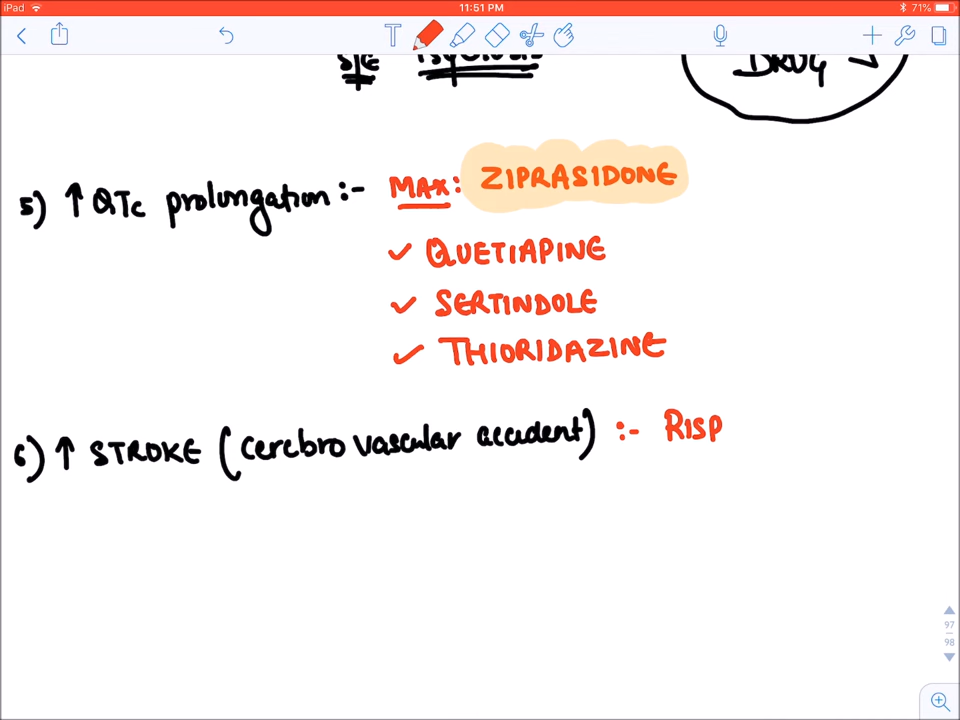 iPad 11:51 PM 71%
S/E
DRUG
5) ↑ QTc prolongation :- MAX: ZIPRASIDONE
✓ QUETIAPINE
✓ SERTINDOLE
✓ THIORIDAZINE
6) ↑ STROKE (cerebro vascular accident) :- RISP
97
98